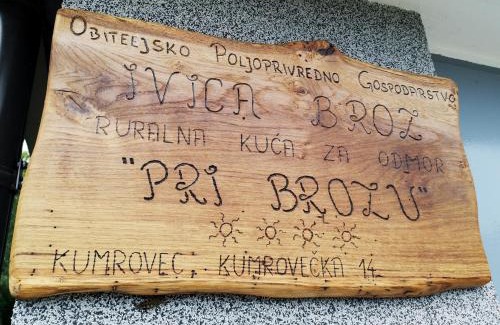 OBITELJSKO POLJOPRIVREDNO GOSPODARSTVO
IVICA BROZ
RURALNA KUĆA ZA ODMOR
"PRI BROZU"
KUMROVEC, KUMROVEČKA 14